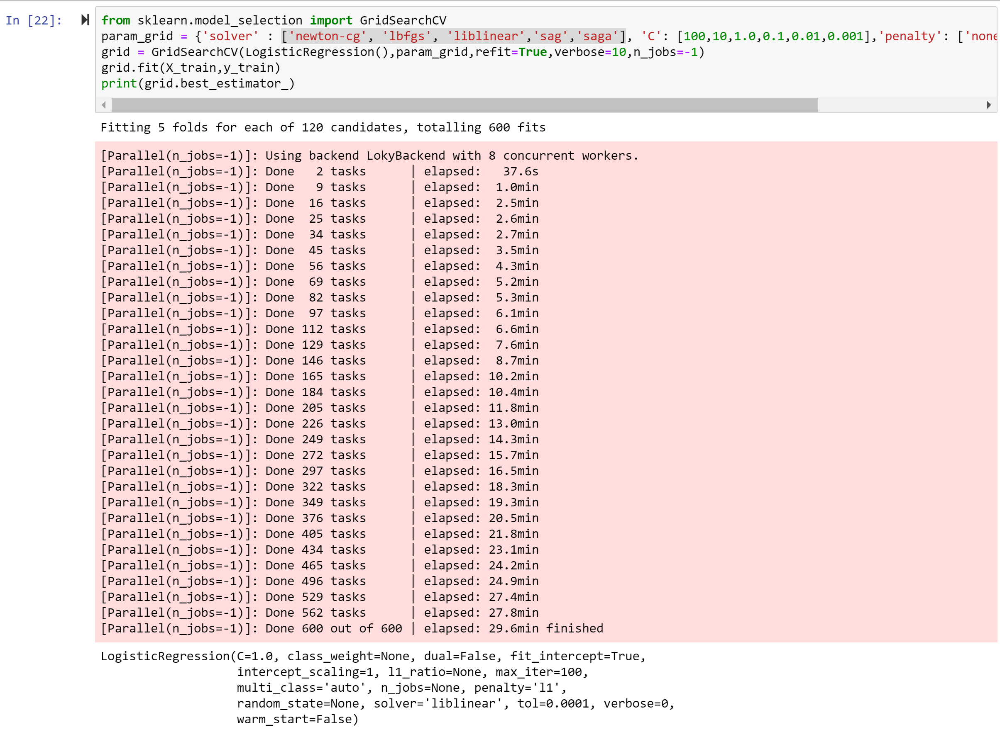 In [22]:
from sklearn.model_selection import GridSearchCV
param_grid = {'solver' : ['newton-cg', 'lbfgs', 'liblinear','sag','saga'], 'C': [100,10,1.0,0.1,0.01,0.001],'penalty': ['none
grid = GridSearchCV(LogisticRegression(),param_grid,refit=True,verbose=10,n_jobs=-1)
grid.fit(X_train,y_train)
print(grid.best_estimator_)
Fitting 5 folds for each of 120 candidates, totalling 600 fits
[Parallel(n_jobs=-1)]: Using backend LokyBackend with 8 concurrent workers.
[Parallel(n_jobs=-1)]: Done   2 tasks      | elapsed:   37.6s
[Parallel(n_jobs=-1)]: Done   9 tasks      | elapsed:  1.0min
[Parallel(n_jobs=-1)]: Done  16 tasks      | elapsed:  2.5min
[Parallel(n_jobs=-1)]: Done  25 tasks      | elapsed:  2.6min
[Parallel(n_jobs=-1)]: Done  34 tasks      | elapsed:  2.7min
[Parallel(n_jobs=-1)]: Done  45 tasks      | elapsed:  3.5min
[Parallel(n_jobs=-1)]: Done  56 tasks      | elapsed:  4.3min
[Parallel(n_jobs=-1)]: Done  69 tasks      | elapsed:  5.2min
[Parallel(n_jobs=-1)]: Done  82 tasks      | elapsed:  5.3min
[Parallel(n_jobs=-1)]: Done  97 tasks      | elapsed:  6.1min
[Parallel(n_jobs=-1)]: Done 112 tasks      | elapsed:  6.6min
[Parallel(n_jobs=-1)]: Done 129 tasks      | elapsed:  7.6min
[Parallel(n_jobs=-1)]: Done 146 tasks      | elapsed:  8.7min
[Parallel(n_jobs=-1)]: Done 165 tasks      | elapsed: 10.2min
[Parallel(n_jobs=-1)]: Done 184 tasks      | elapsed: 10.4min
[Parallel(n_jobs=-1)]: Done 205 tasks      | elapsed: 11.8min
[Parallel(n_jobs=-1)]: Done 226 tasks      | elapsed: 13.0min
[Parallel(n_jobs=-1)]: Done 249 tasks      | elapsed: 14.3min
[Parallel(n_jobs=-1)]: Done 272 tasks      | elapsed: 15.7min
[Parallel(n_jobs=-1)]: Done 297 tasks      | elapsed: 16.5min
[Parallel(n_jobs=-1)]: Done 322 tasks      | elapsed: 18.3min
[Parallel(n_jobs=-1)]: Done 349 tasks      | elapsed: 19.3min
[Parallel(n_jobs=-1)]: Done 376 tasks      | elapsed: 20.5min
[Parallel(n_jobs=-1)]: Done 405 tasks      | elapsed: 21.8min
[Parallel(n_jobs=-1)]: Done 434 tasks      | elapsed: 23.1min
[Parallel(n_jobs=-1)]: Done 465 tasks      | elapsed: 24.2min
[Parallel(n_jobs=-1)]: Done 496 tasks      | elapsed: 24.9min
[Parallel(n_jobs=-1)]: Done 529 tasks      | elapsed: 27.4min
[Parallel(n_jobs=-1)]: Done 562 tasks      | elapsed: 27.8min
[Parallel(n_jobs=-1)]: Done 600 out of 600 | elapsed: 29.6min finished
LogisticRegression(C=1.0, class_weight=None, dual=False, fit_intercept=True,
                   intercept_scaling=1, l1_ratio=None, max_iter=100,
                   multi_class='auto', n_jobs=None, penalty='l1',
                   random_state=None, solver='liblinear', tol=0.0001, verbose=0,
                   warm_start=False)